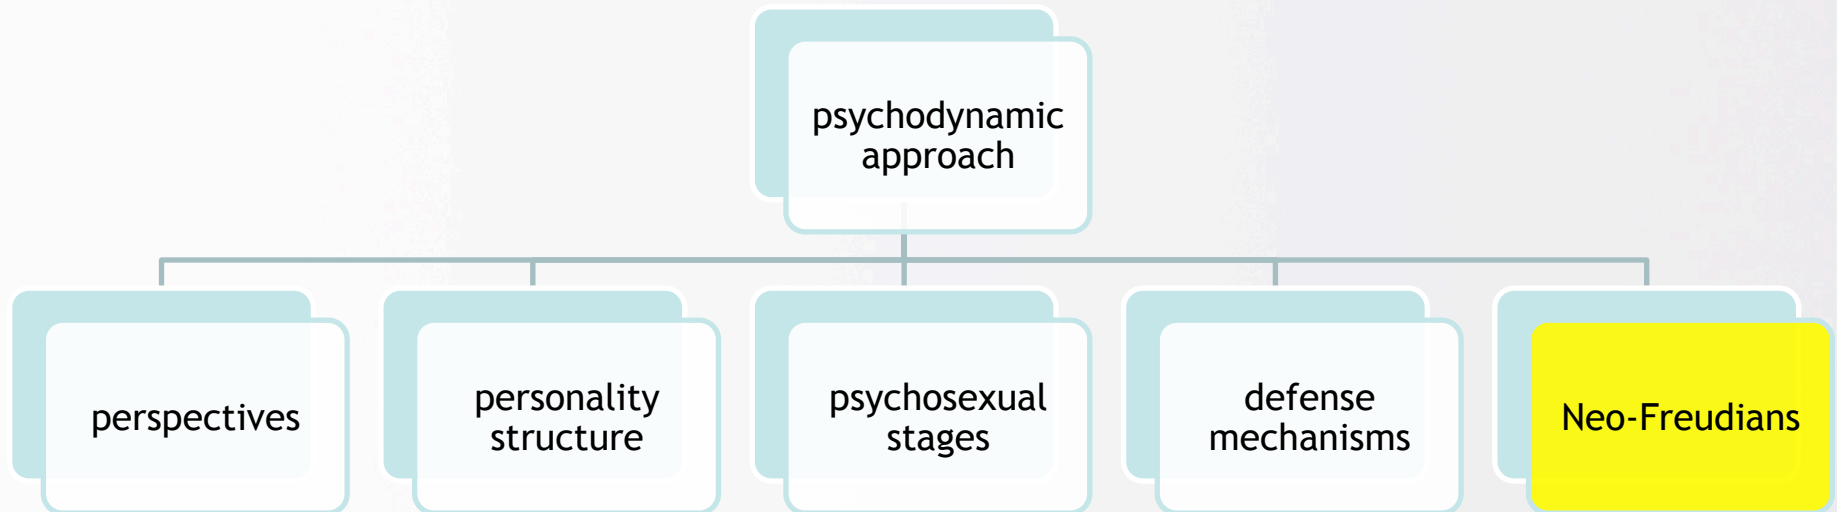 psychodynamic
approach
perspectives
personality
structure
psychosexual
stages
defense
mechanisms
Neo-Freudians